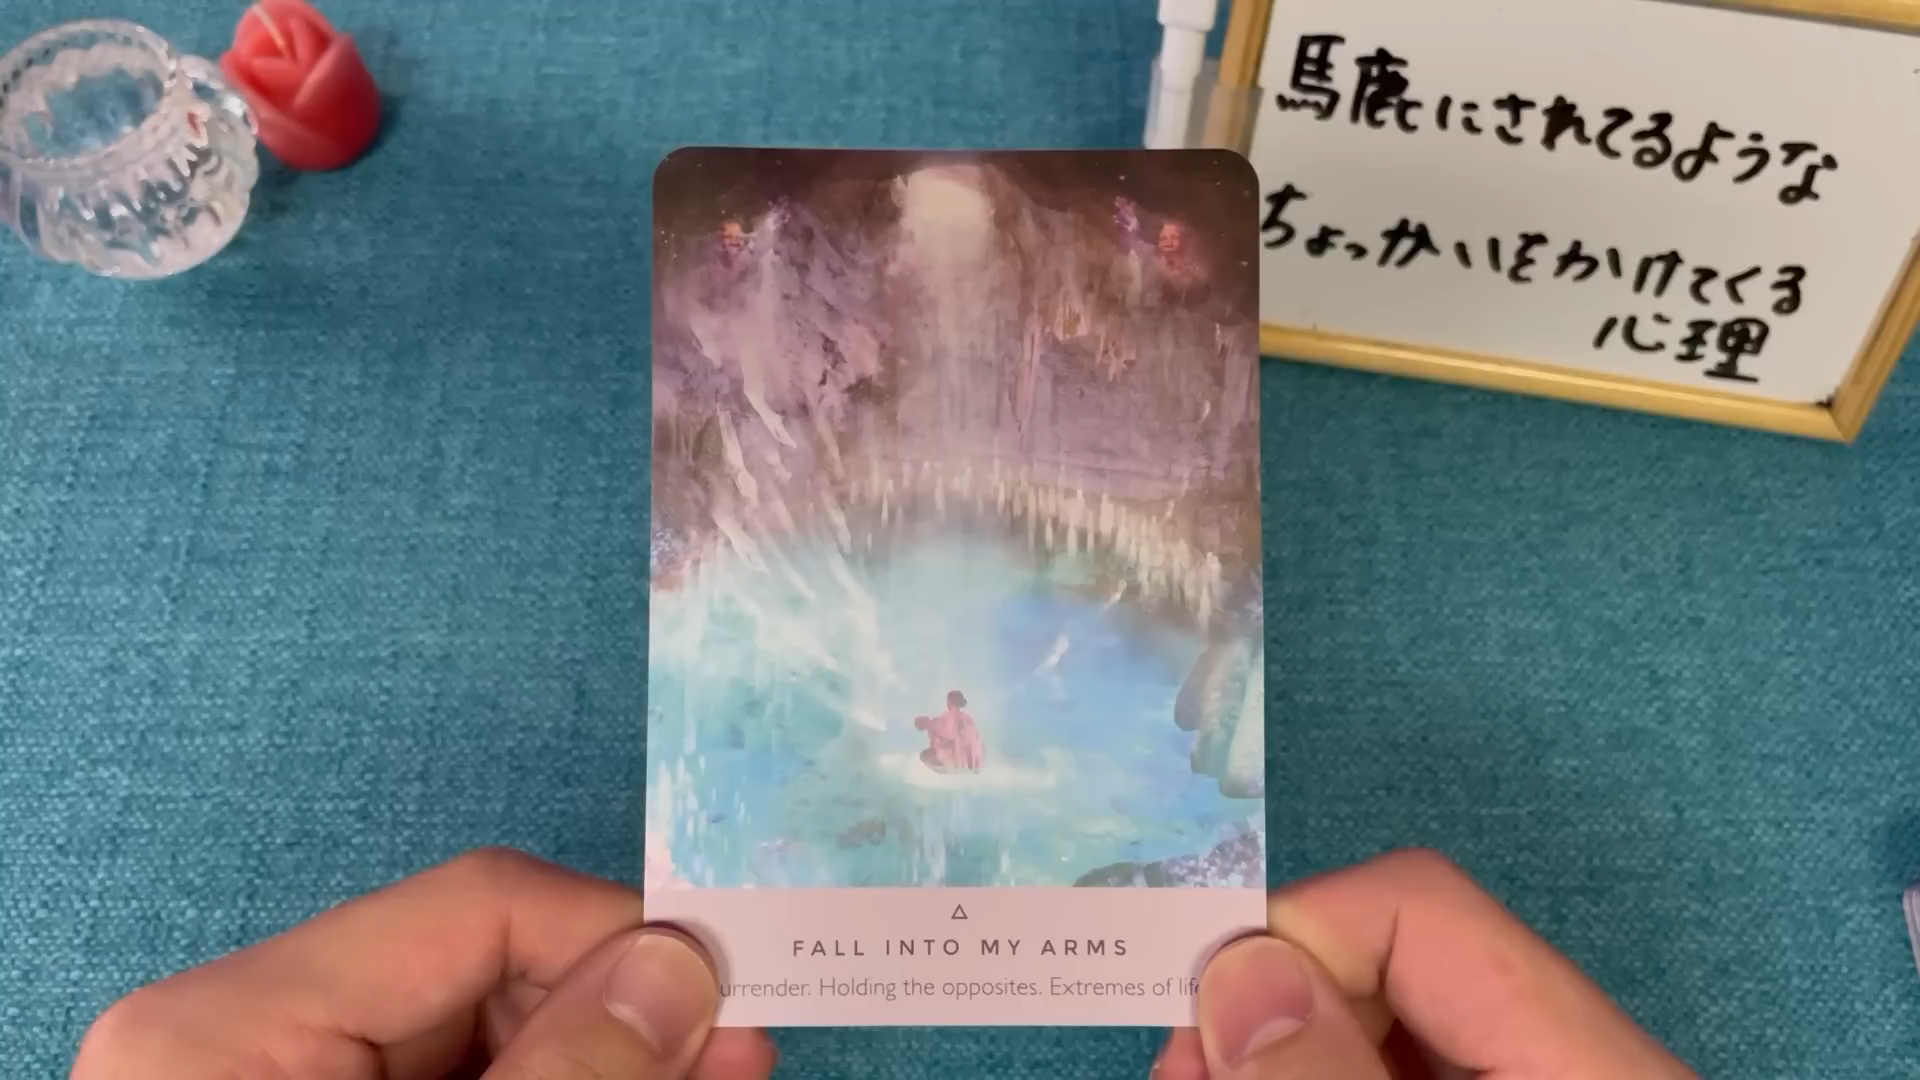 馬鹿にされてるような
ちょっかいをかけてくる
心理
FALL INTO MY ARMS
urrender. Holding the opposites. Extremes of life